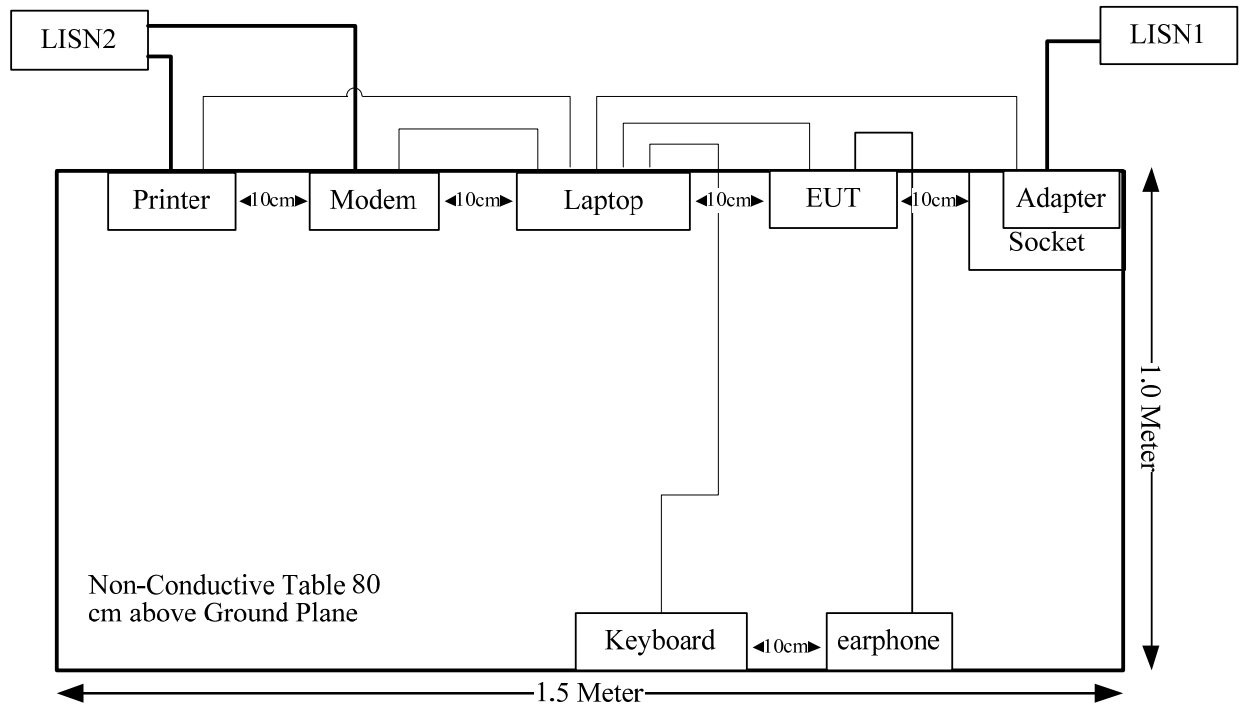 LISN2
LISN1
Printer
10cm
Modem
10cm
Laptop
10cm
EUT
10cm
Adapter
Socket
1.0 Meter
Non-Conductive Table 80
cm above Ground Plane
Keyboard
10cm
earphone
1.5 Meter